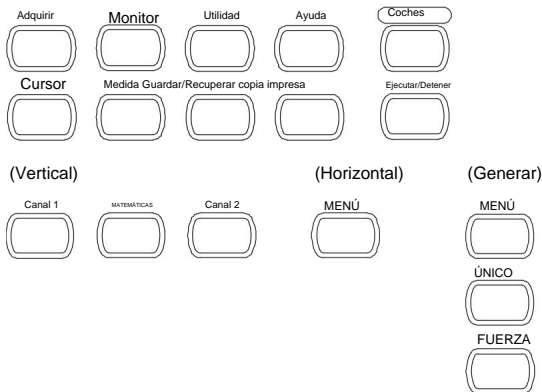 Adquirir Monitor Utilidad Ayuda Coches
Cursor Medida Guardar/Recuperar copia impresa Ejecutar/Detener
(Vertical) (Horizontal) (Generar)
Canal 1 MATEMÁTICAS Canal 2 MENÚ MENÚ
ÚNICO
FUERZA